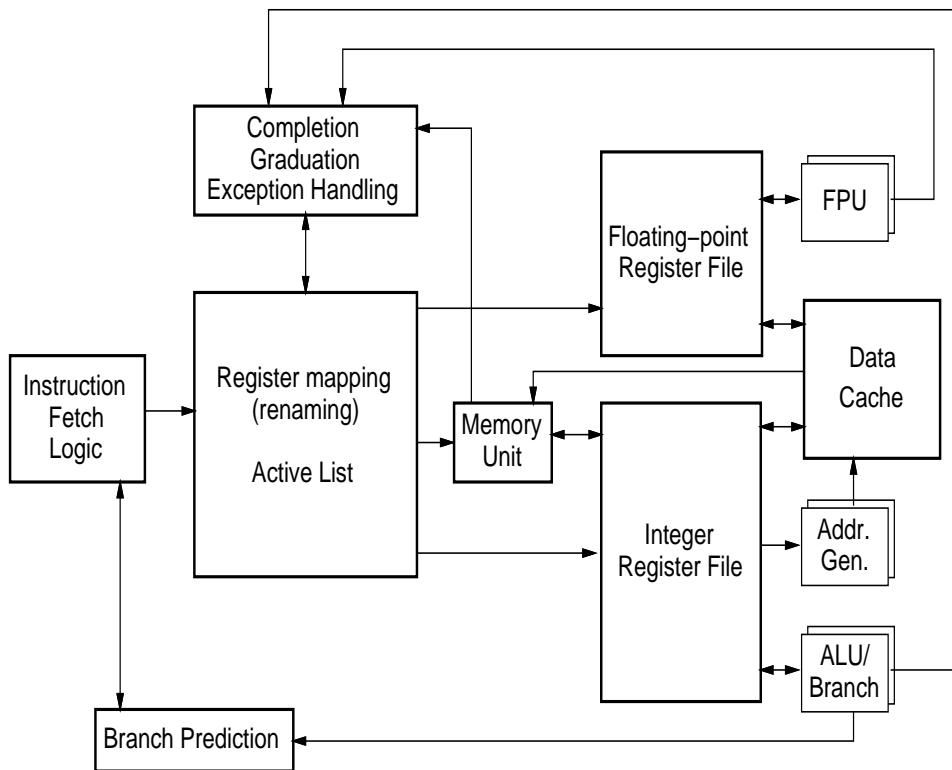 Completion
Graduation
Exception Handling
Floating−point
Register File
FPU
Instruction
Fetch
Logic
Register mapping
(renaming)
Active List
Memory
Unit
Data
Cache
Integer
Register File
Addr.
Gen.
ALU/
Branch
Branch Prediction